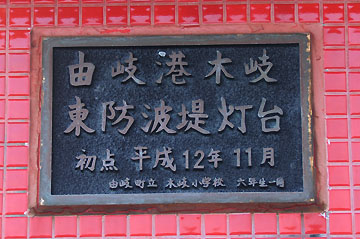 由岐港木岐
東防波堤灯台
初点 平成12年11月
由岐町立 木岐小学校 六年生一同